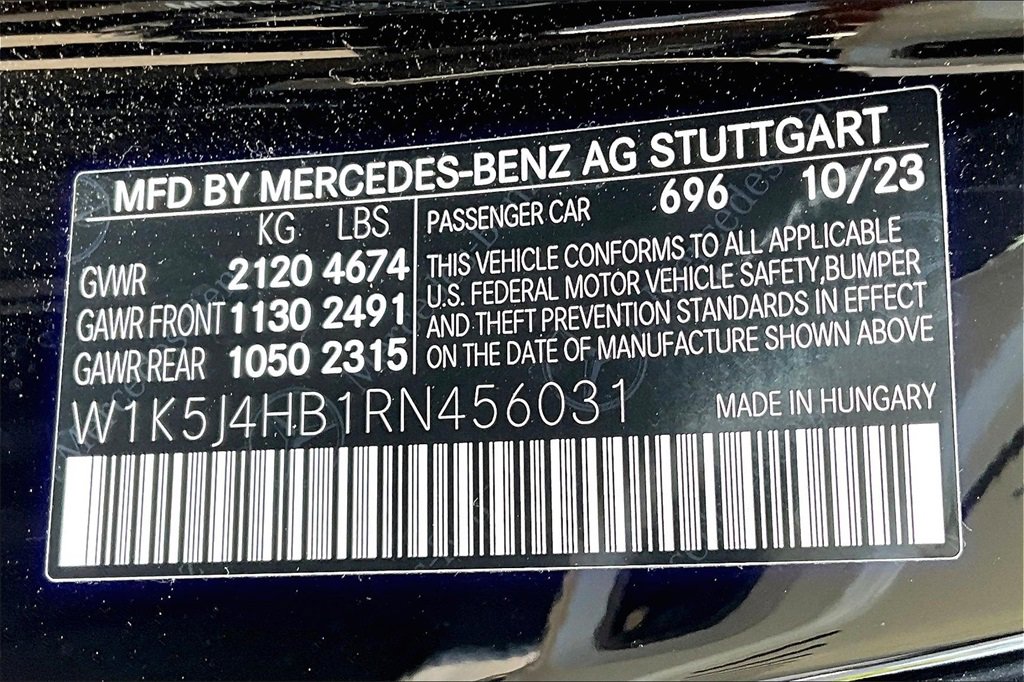 MFD BY MERCEDES-BENZ AG STUTTGART
KG LBS
GVWR 2120 4674
GAWR FRONT 1130 2491
GAWR REAR 1050 2315
PASSENGER CAR 696 10/23
THIS VEHICLE CONFORMS TO ALL APPLICABLE
U.S. FEDERAL MOTOR VEHICLE SAFETY,BUMPER
AND THEFT PREVENTION STANDARDS IN EFFECT
ON THE DATE OF MANUFACTURE SHOWN ABOVE
W1K5J4HB1RN456031
MADE IN HUNGARY